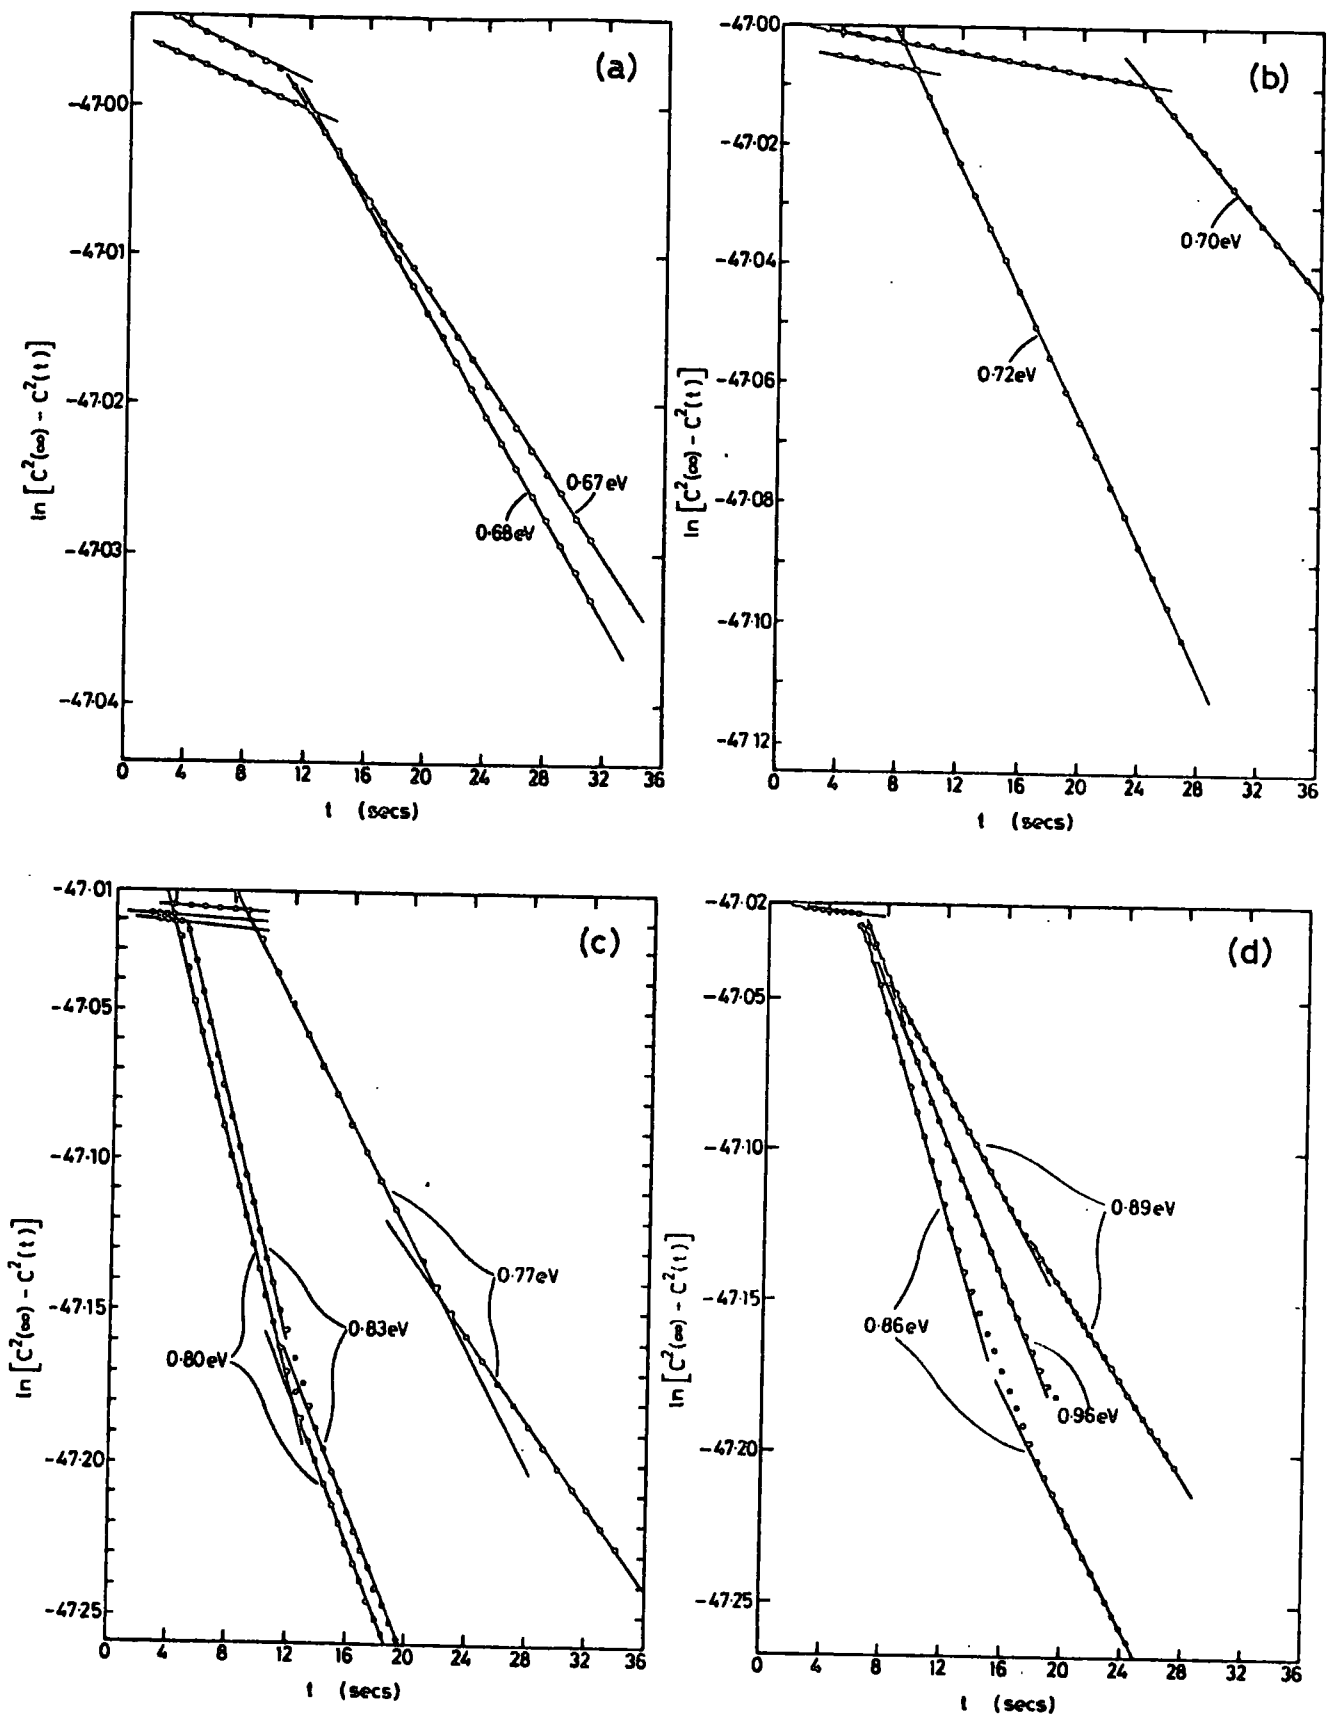 (a)
-47·00
-47·01
-47·02
-47·03
-47·04
ln [C²(∞) – C²(t)]
0·67eV
0·68eV
0 4 8 12 16 20 24 28 32 36
t (secs)
(b)
-47·00
-47·02
-47·04
-47·06
-47·08
-47·10
-47·12
ln [C²(∞) – C²(t)]
0·70eV
0·72eV
0 4 8 12 16 20 24 28 32 36
t (secs)
(c)
-47·01
-47·05
-47·10
-47·15
-47·20
-47·25
ln [C²(∞) – C²(t)]
0·77eV
0·83eV
0·80eV
0 4 8 12 16 20 24 28 32 36
t (secs)
(d)
-47·02
-47·05
-47·10
-47·15
-47·20
-47·25
ln [C²(∞) – C²(t)]
0·89eV
0·86eV
0·96eV
0 4 8 12 16 20 24 28 32 36
t (secs)